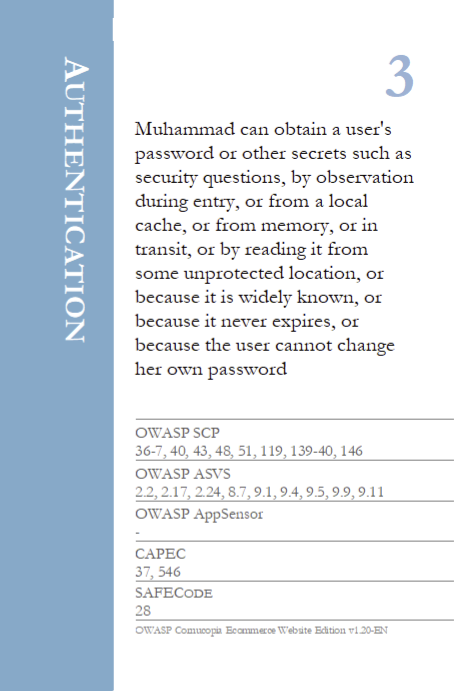 AUTHENTICATION
3
Muhammad can obtain a user's
password or other secrets such as
security questions, by observation
during entry, or from a local
cache, or from memory, or in
transit, or by reading it from
some unprotected location, or
because it is widely known, or
because it never expires, or
because the user cannot change
her own password
OWASP SCP
36-7, 40, 43, 48, 51, 119, 139-40, 146
OWASP ASVS
2.2, 2.17, 2.24, 8.7, 9.1, 9.4, 9.5, 9.9, 9.11
OWASP AppSensor
-
CAPEC
37, 546
SAFECODE
28
OWASP Cornucopia Ecommerce Website Edition v1.20-EN